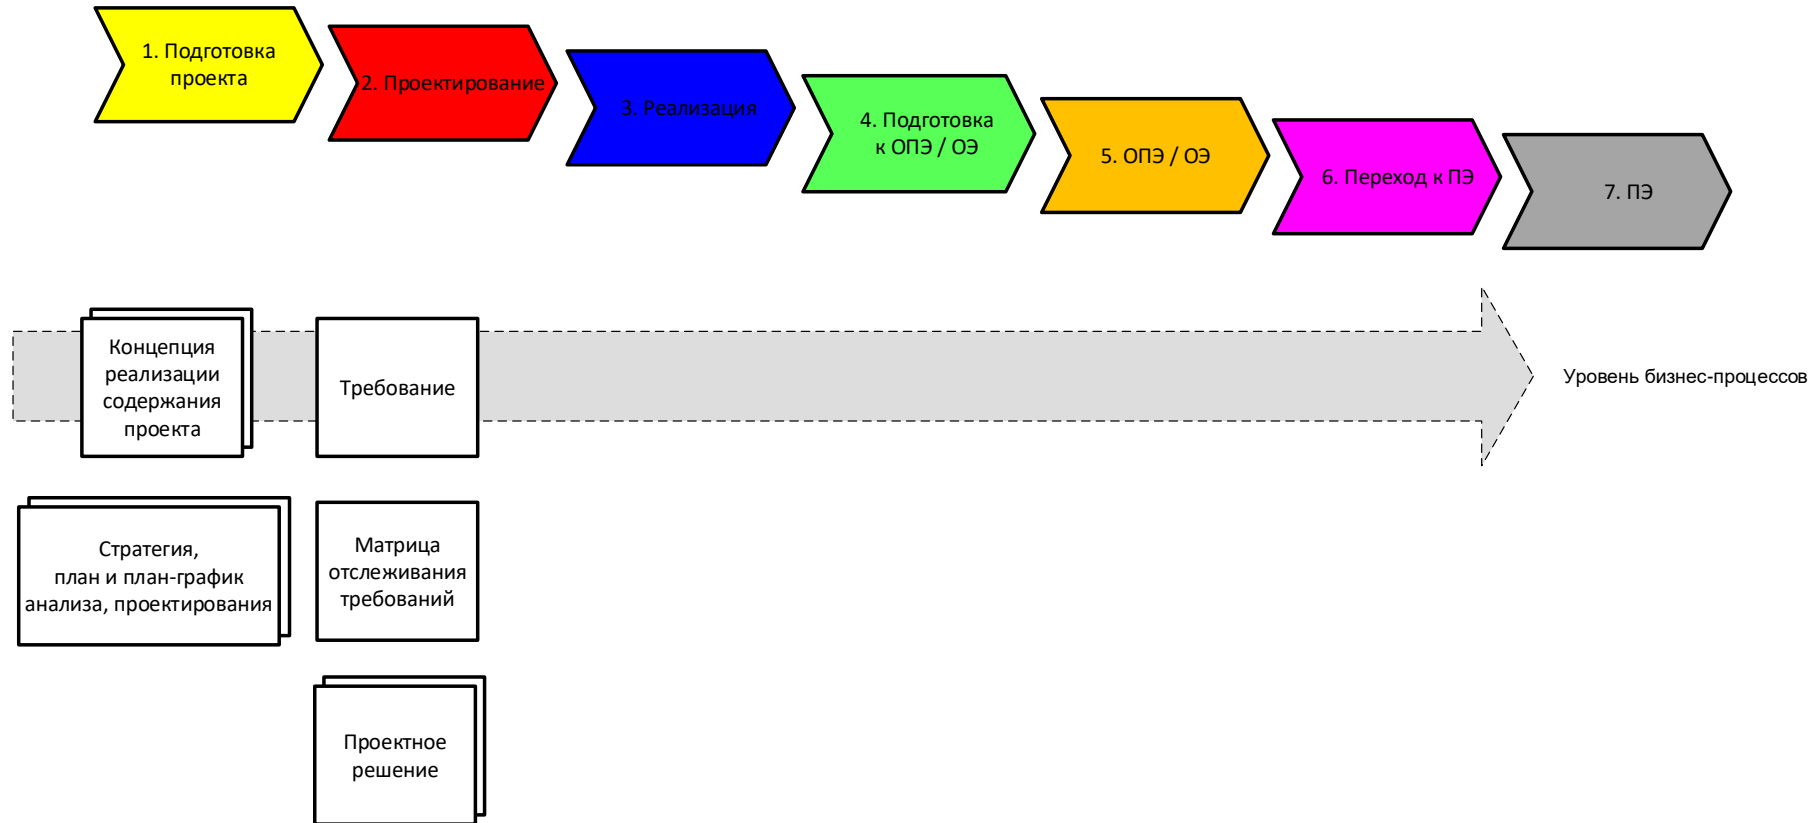 1. Подготовка
проекта
2. Проектирование
3. Реализация
4. Подготовка
к ОПЭ / ОЭ
5. ОПЭ / ОЭ
6. Переход к ПЭ
7. ПЭ
Концепция
реализации
содержания
проекта
Требование
Уровень бизнес-процессов
Стратегия,
план и план-график
анализа, проектирования
Матрица
отслеживания
требований
Проектное
решение